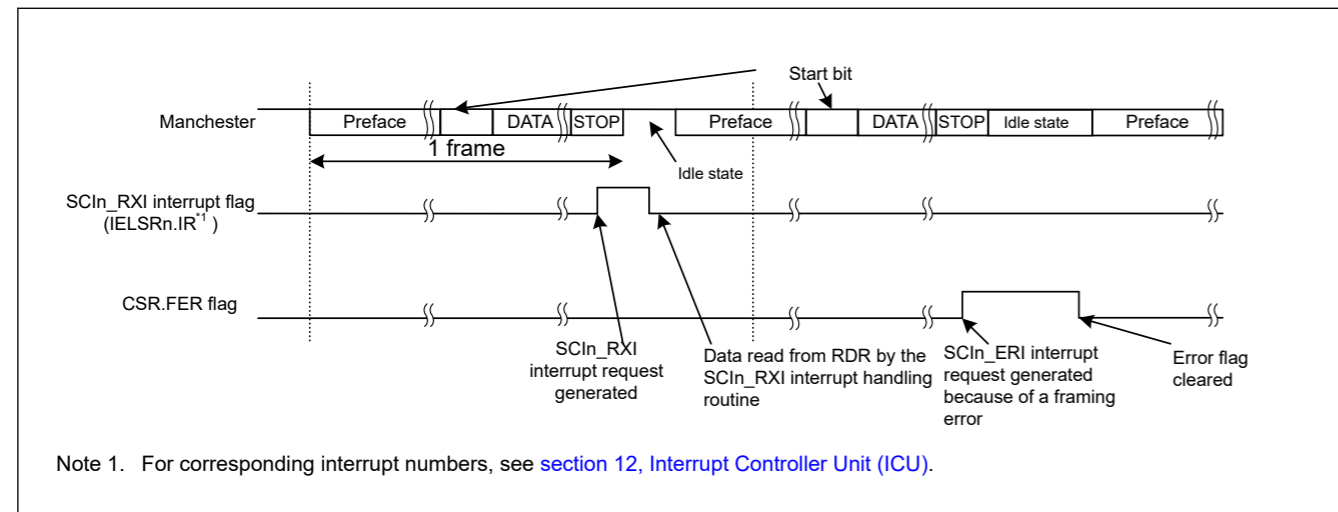 Start bit
Manchester
Preface
DATA
STOP
Preface
DATA
STOP
Idle state
Preface
1 frame
Idle state
SCIn_RXI interrupt flag
(IELSRn.IR*1 )
CSR.FER flag
SCIn_RXI
interrupt request
generated
Data read from RDR by the
SCIn_RXI interrupt handling
routine
SCIn_ERI interrupt
request generated
because of a framing
error
Error flag
cleared
Note 1. For corresponding interrupt numbers, see section 12, Interrupt Controller Unit (ICU).